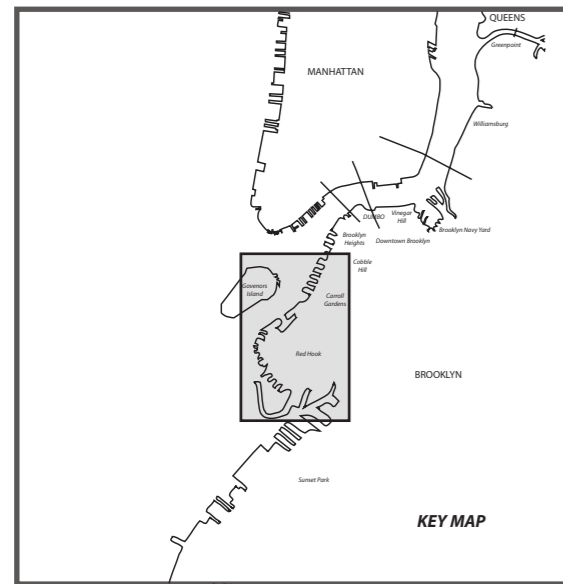 QUEENS
Greenpoint
MANHATTAN
Williamsburg
DUMBO
Vinegar
Hill
Brooklyn Navy Yard
Brooklyn
Heights
Downtown Brooklyn
Cobble
Hill
Govenors
Island
Carroll
Gardens
Red Hook
BROOKLYN
Sunset Park
KEY MAP